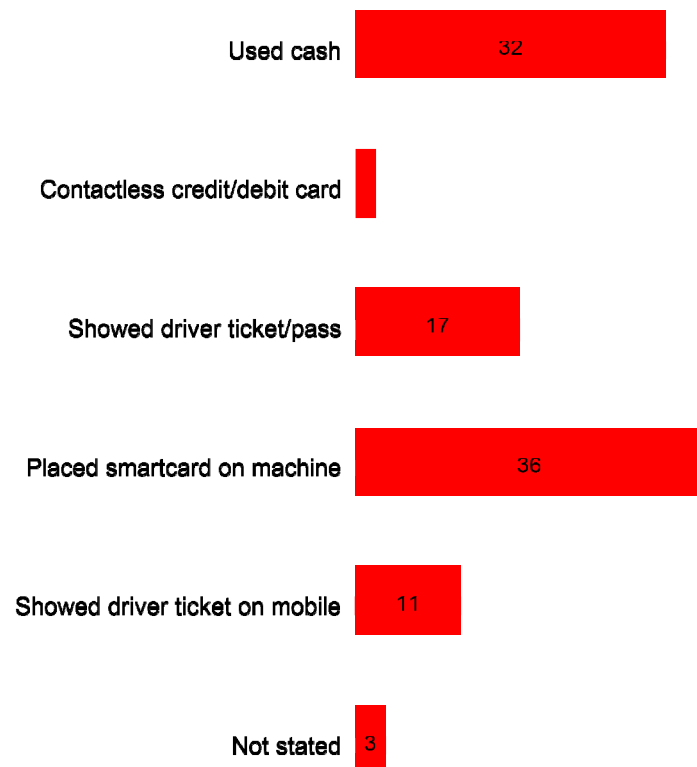 Used cash 32
Contactless credit/debit card
Showed driver ticket/pass 17
Placed smartcard on machine 36
Showed driver ticket on mobile 11
Not stated 3